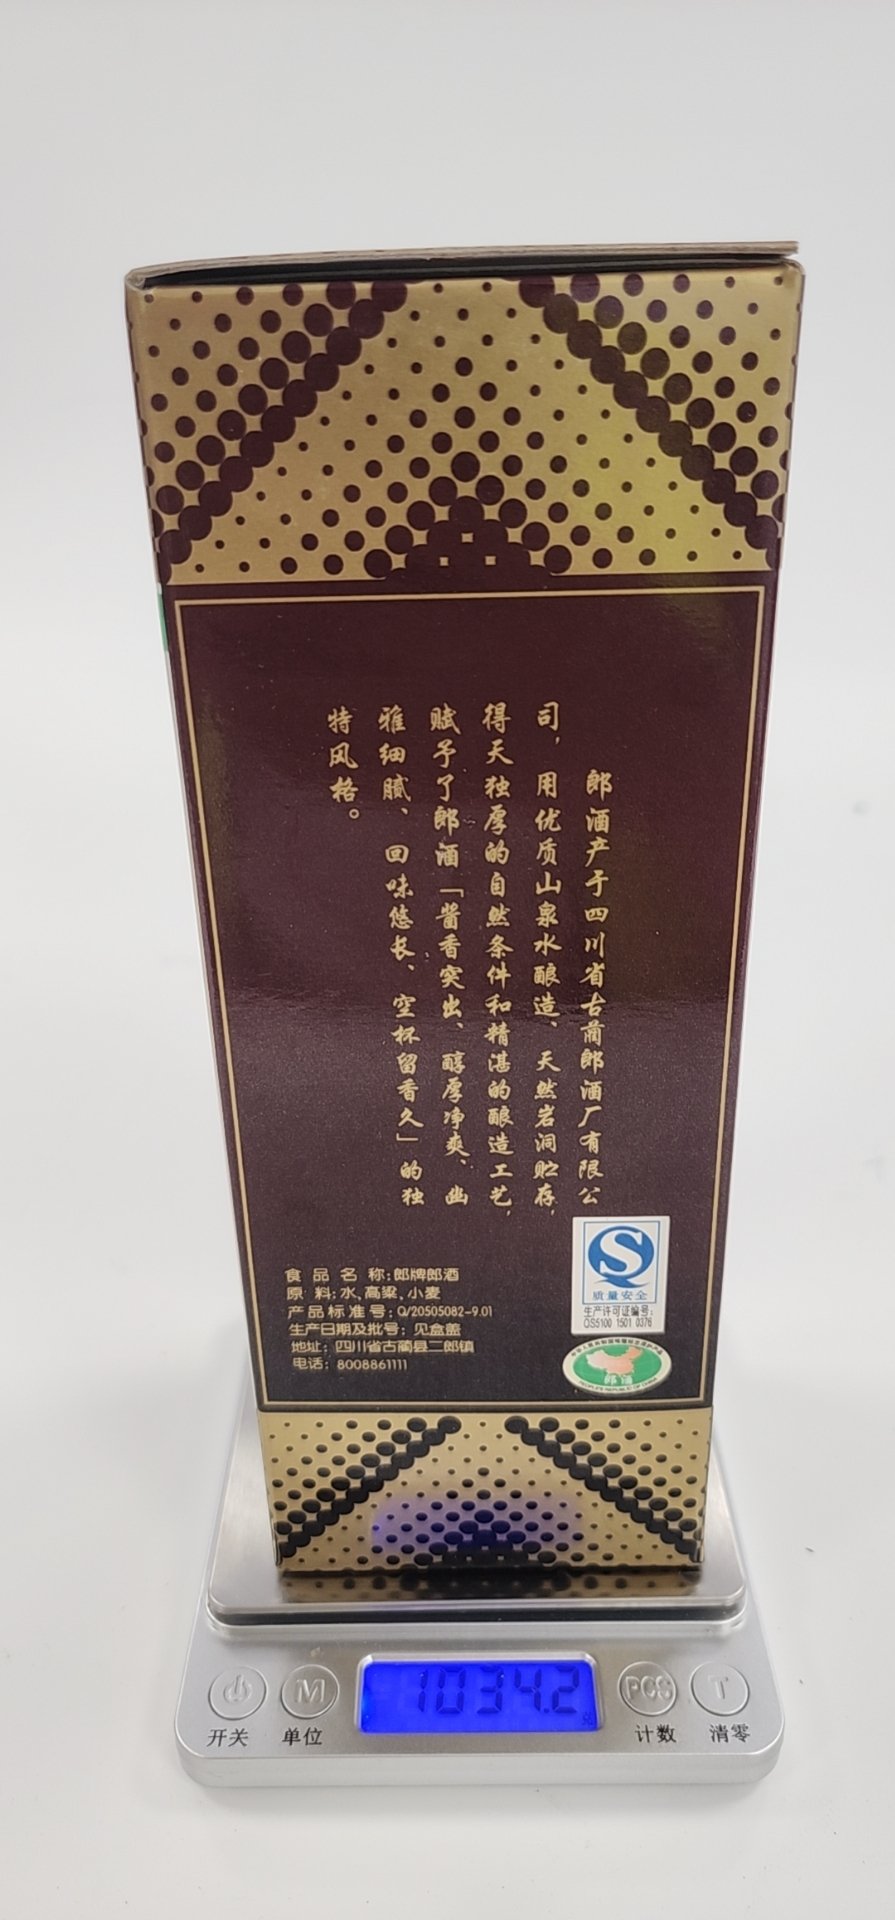 郎酒产于四川省古蔺郎酒厂有限公
司，用优质山泉水酿造、天然岩洞贮存，
得天独厚的自然条件和精湛的酿造工艺，
赋予了郎酒「酱香突出、醇厚净爽、幽
雅细腻、回味悠长、空杯留香久」的独
特风格。
食品名称：郎牌郎酒
原料：水、高粱、小麦
产品标准号：Q/20505082-9.01
生产日期及批号：见盒盖
地址：四川省古蔺县二郎镇
电话：8008861111
S
质量安全
生产许可证编号：
QS5100 1501 0376
郎酒
PEOPLE'S REPUBLIC OF CHINA
1034.2
M
PCS
T
开关
单位
计数
清零